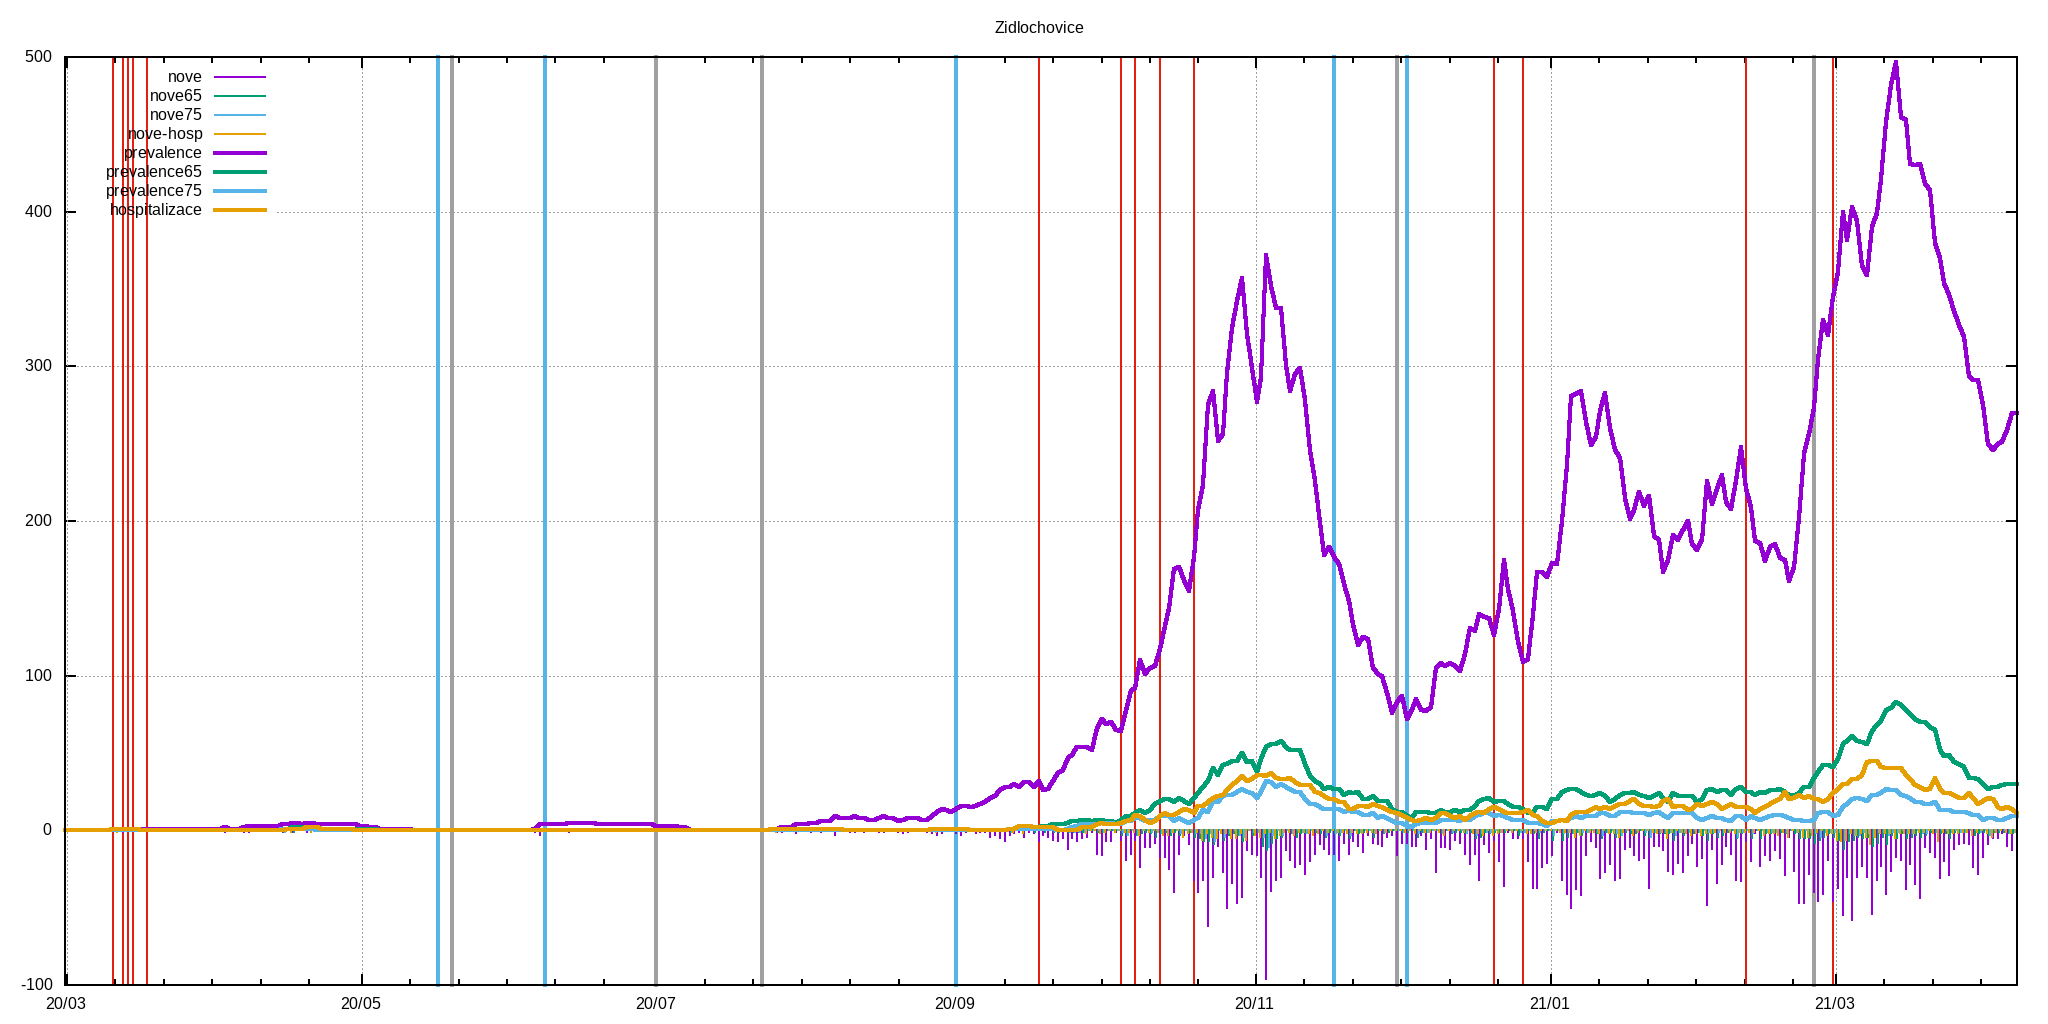 Zidlochovice
500
400
300
200
100
0
-100
nove
nove65
nove75
nove-hosp
prevalence
prevalence65
prevalence75
hospitalizace
20/03
20/05
20/07
20/09
20/11
21/01
21/03